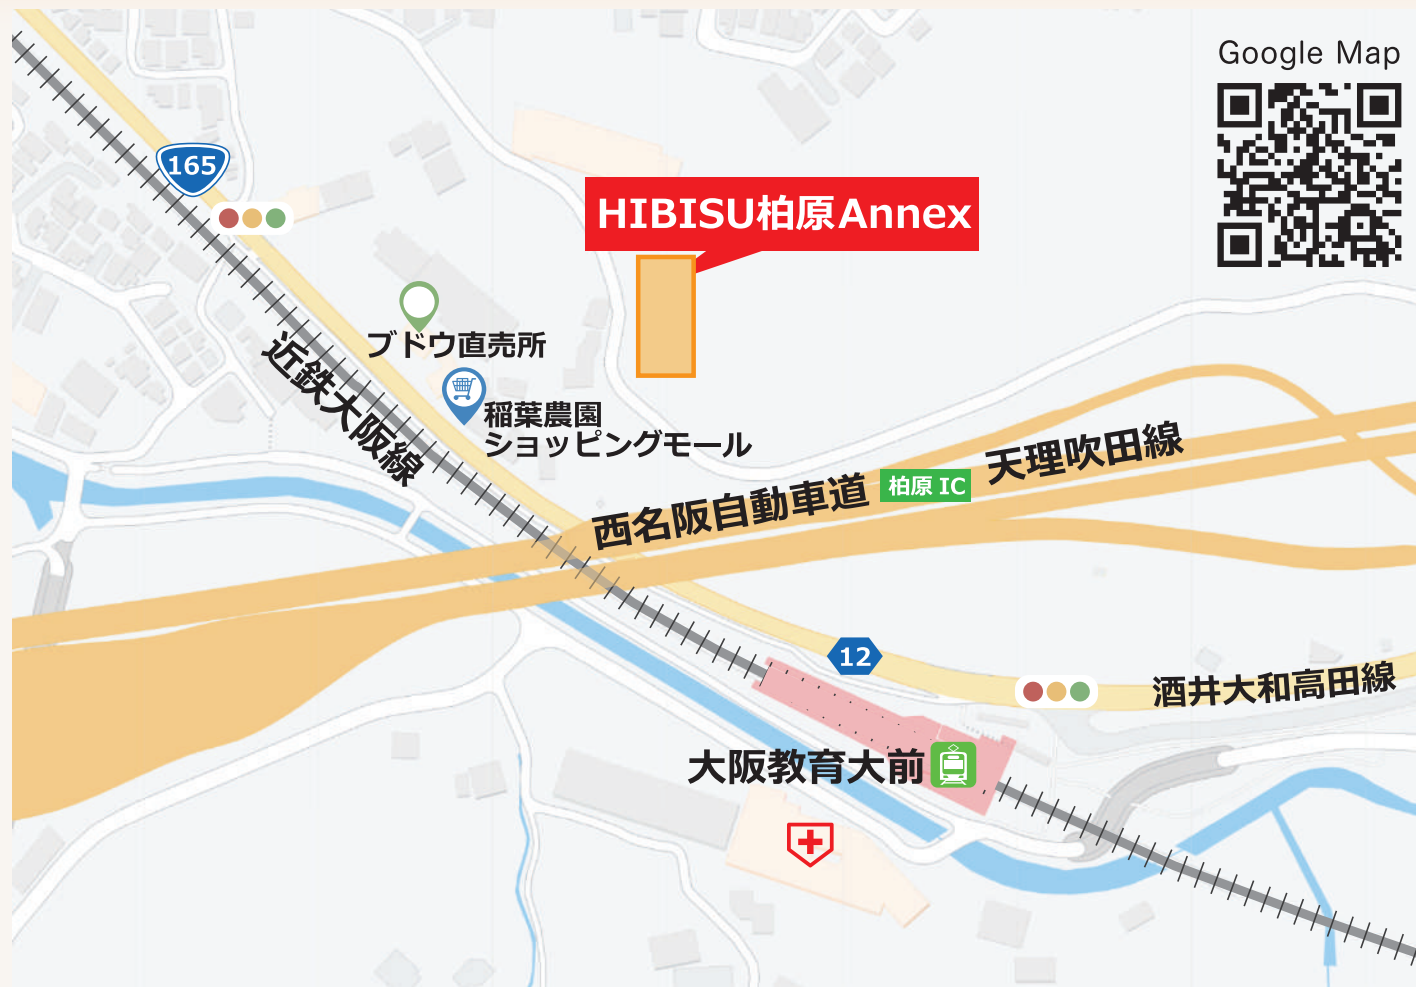 Google Map
165
HIBISU柏原Annex
ブドウ直売所
近鉄大阪線
稲葉農園
ショッピングモール
西名阪自動車道
柏原 IC
天理吹田線
12
酒井大和高田線
大阪教育大前